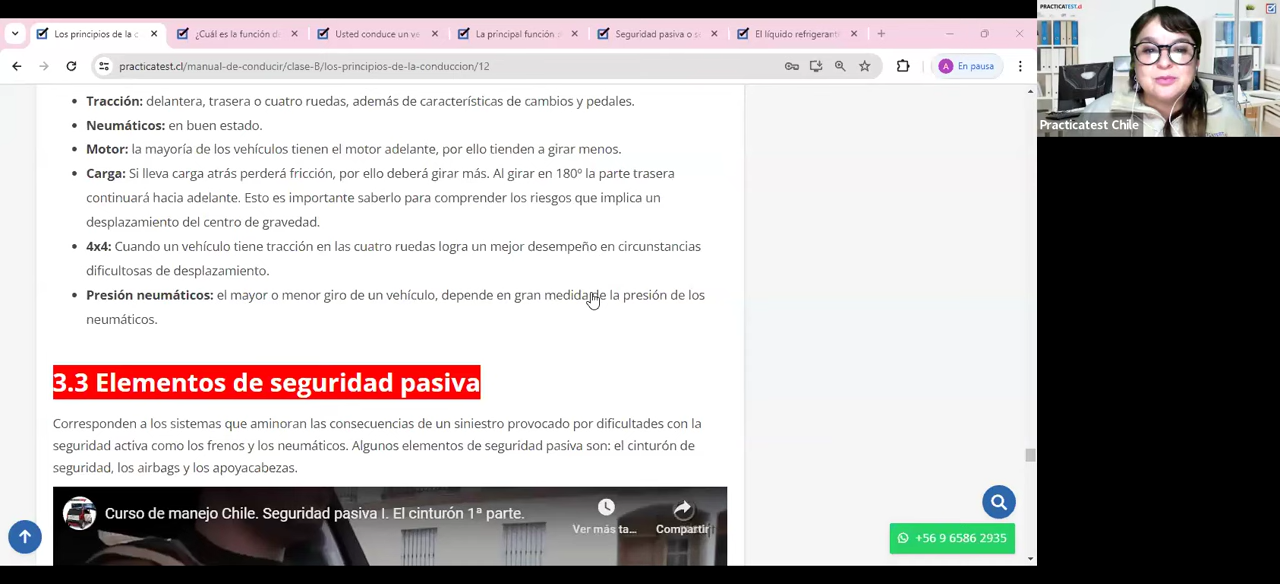 Los principios de la c
¿Cuál es la función de
Usted conduce un ve
La principal función d
Seguridad pasiva o s
El líquido refrigerante
practicatest.cl/manual-de-conducir/clase-B/los-principios-de-la-conduccion/12
A En pausa
PRACTICATEST.cl
Practicatest Chile
• Tracción: delantera, trasera o cuatro ruedas, además de características de cambios y pedales.
• Neumáticos: en buen estado.
• Motor: la mayoría de los vehículos tienen el motor adelante, por ello tienden a girar menos.
• Carga: Si lleva carga atrás perderá fricción, por ello deberá girar más. Al girar en 180º la parte trasera
continuará hacia adelante. Esto es importante saberlo para comprender los riesgos que implica un
desplazamiento del centro de gravedad.
• 4x4: Cuando un vehículo tiene tracción en las cuatro ruedas logra un mejor desempeño en circunstancias
dificultosas de desplazamiento.
• Presión neumáticos: el mayor o menor giro de un vehículo, depende en gran medida de la presión de los
neumáticos.
3.3 Elementos de seguridad pasiva
Corresponden a los sistemas que aminoran las consecuencias de un siniestro provocado por dificultades con la
seguridad activa como los frenos y los neumáticos. Algunos elementos de seguridad pasiva son: el cinturón de
seguridad, los airbags y los apoyacabezas.
Curso de manejo Chile. Seguridad pasiva I. El cinturón 1ª parte.
Ver más ta...
Compartir
+56 9 6586 2935